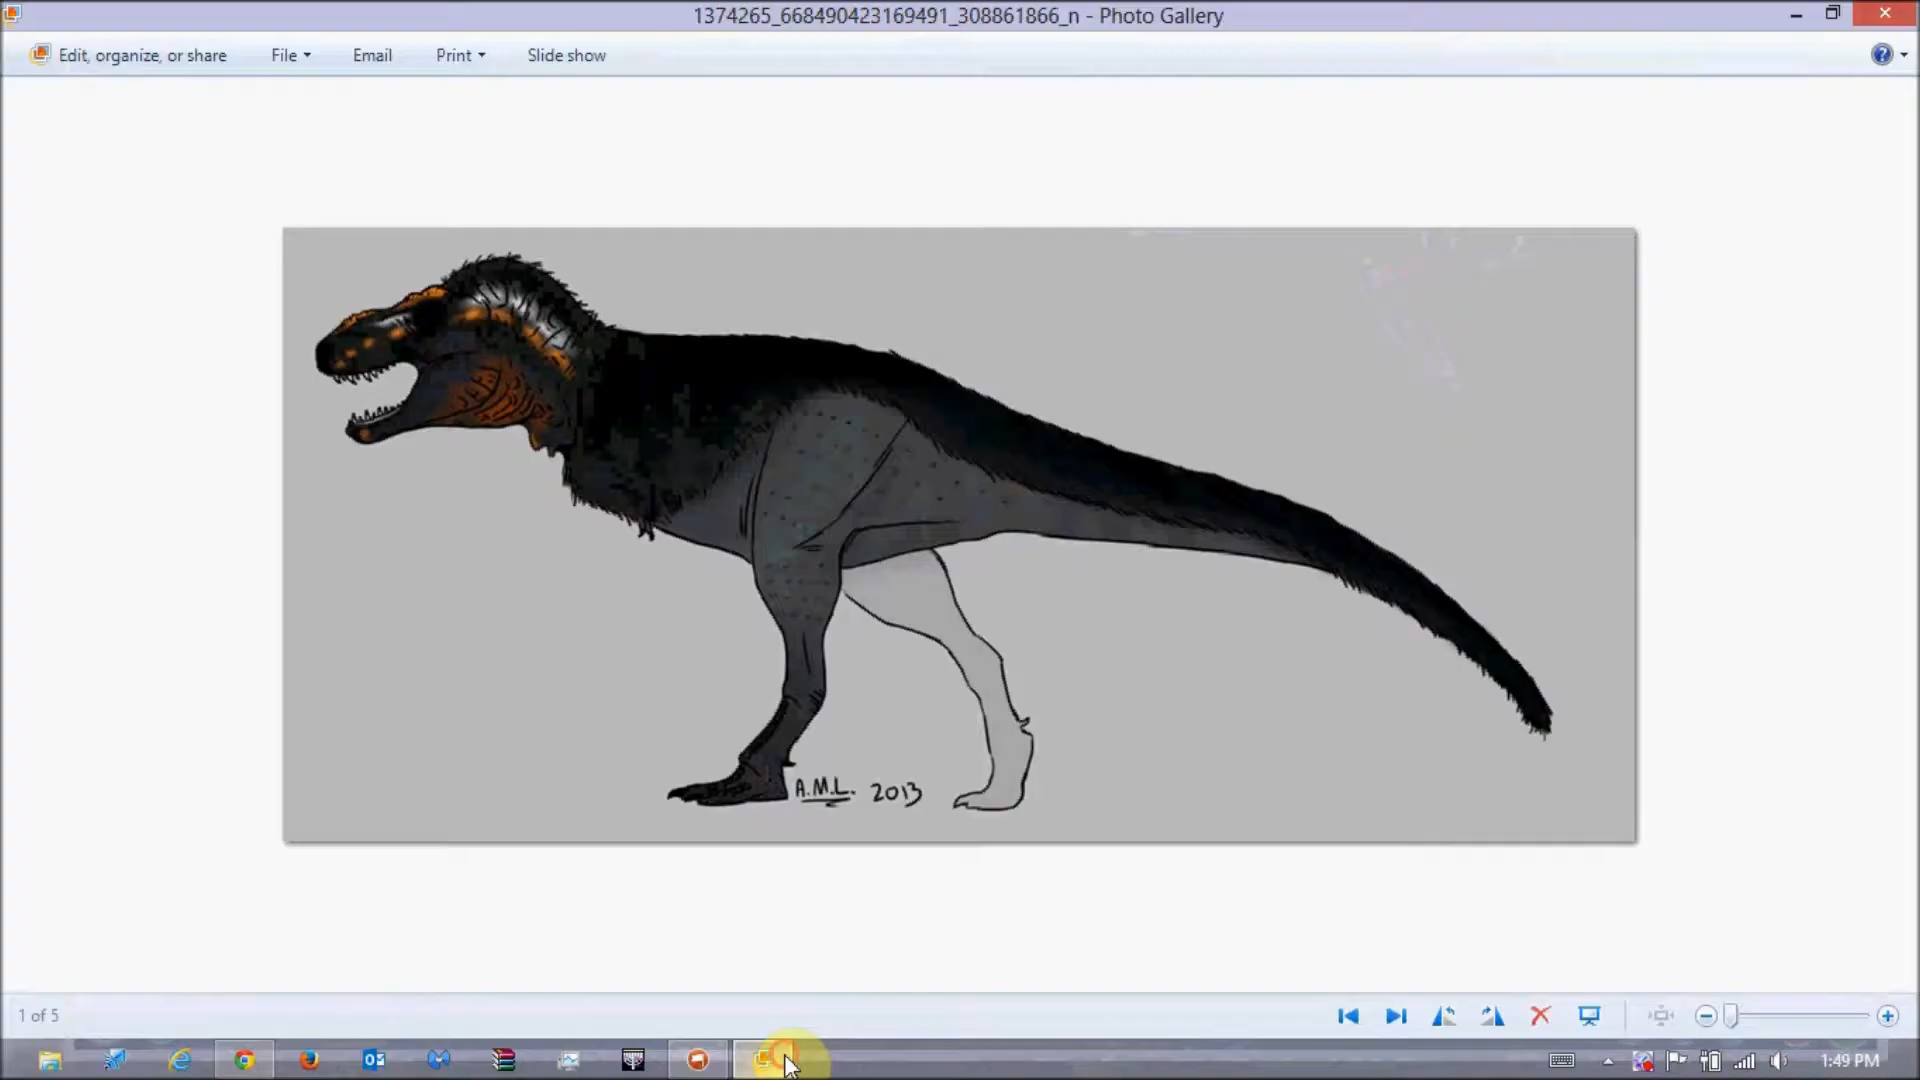 1374265_668490423169491_308861866_n - Photo Gallery
Edit, organize, or share File Email Print Slide show
A.M.L. 2013
1 of 5
1:49 PM